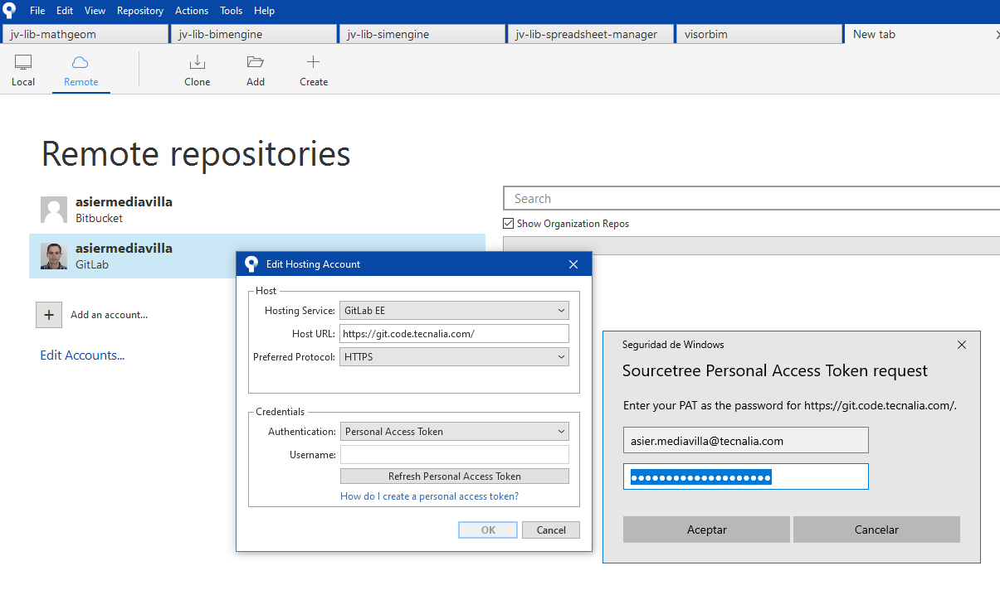 File Edit View Repository Actions Tools Help
jv-lib-mathgeom jv-lib-bimengine jv-lib-simengine jv-lib-spreadsheet-manager visorbim New tab
Local Remote Clone Add Create
Remote repositories
asiermediavilla
Bitbucket
asiermediavilla
GitLab
Add an account...
Edit Accounts...
Search
Show Organization Repos
Edit Hosting Account
Host
Hosting Service: GitLab EE
Host URL: https://git.code.tecnalia.com/
Preferred Protocol: HTTPS
Credentials
Authentication: Personal Access Token
Username:
Refresh Personal Access Token
How do I create a personal access token?
OK Cancel
Seguridad de Windows
Sourcetree Personal Access Token request
Enter your PAT as the password for https://git.code.tecnalia.com/.
asier.mediavilla@tecnalia.com
Aceptar Cancelar